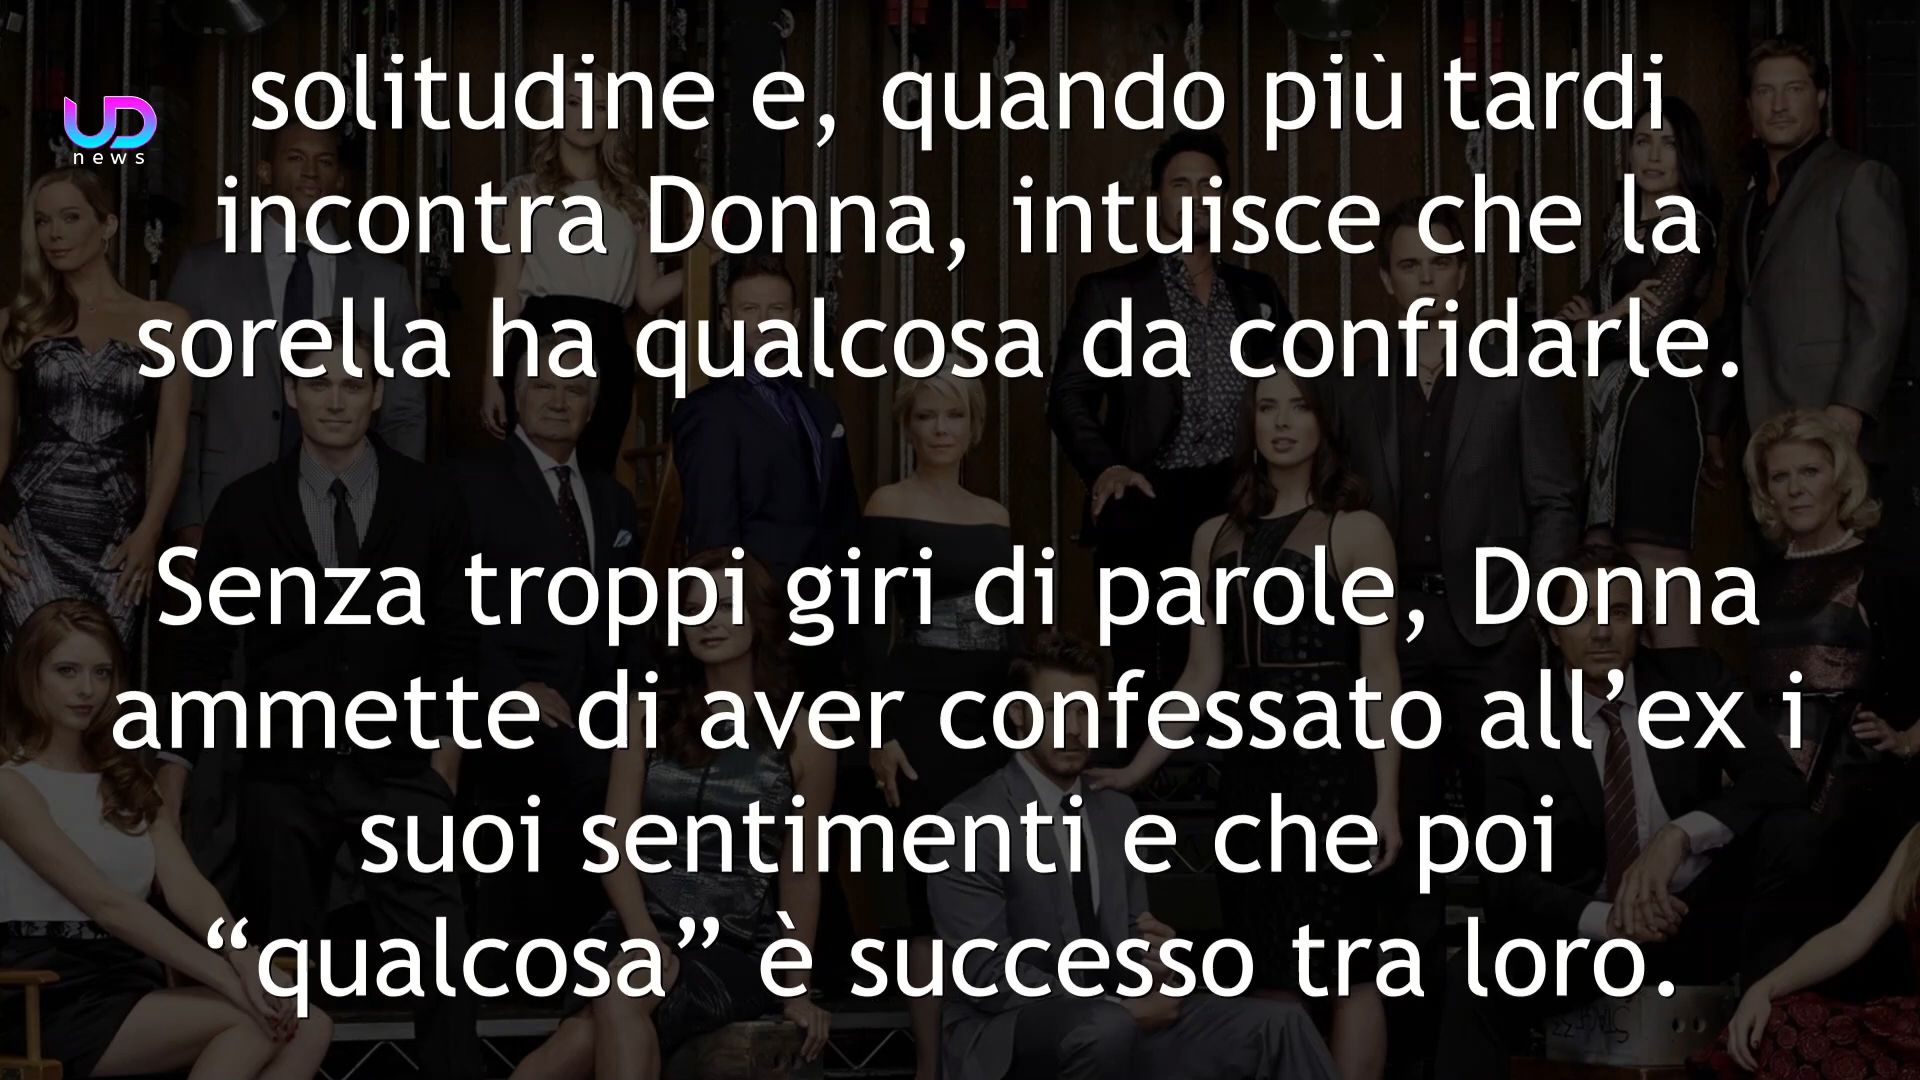 UD
news
solitudine e, quando più tardi
incontra Donna, intuisce che la
sorella ha qualcosa da confidarle.
Senza troppi giri di parole, Donna
ammette di aver confessato all’ex i
suoi sentimenti e che poi
“qualcosa” è successo tra loro.